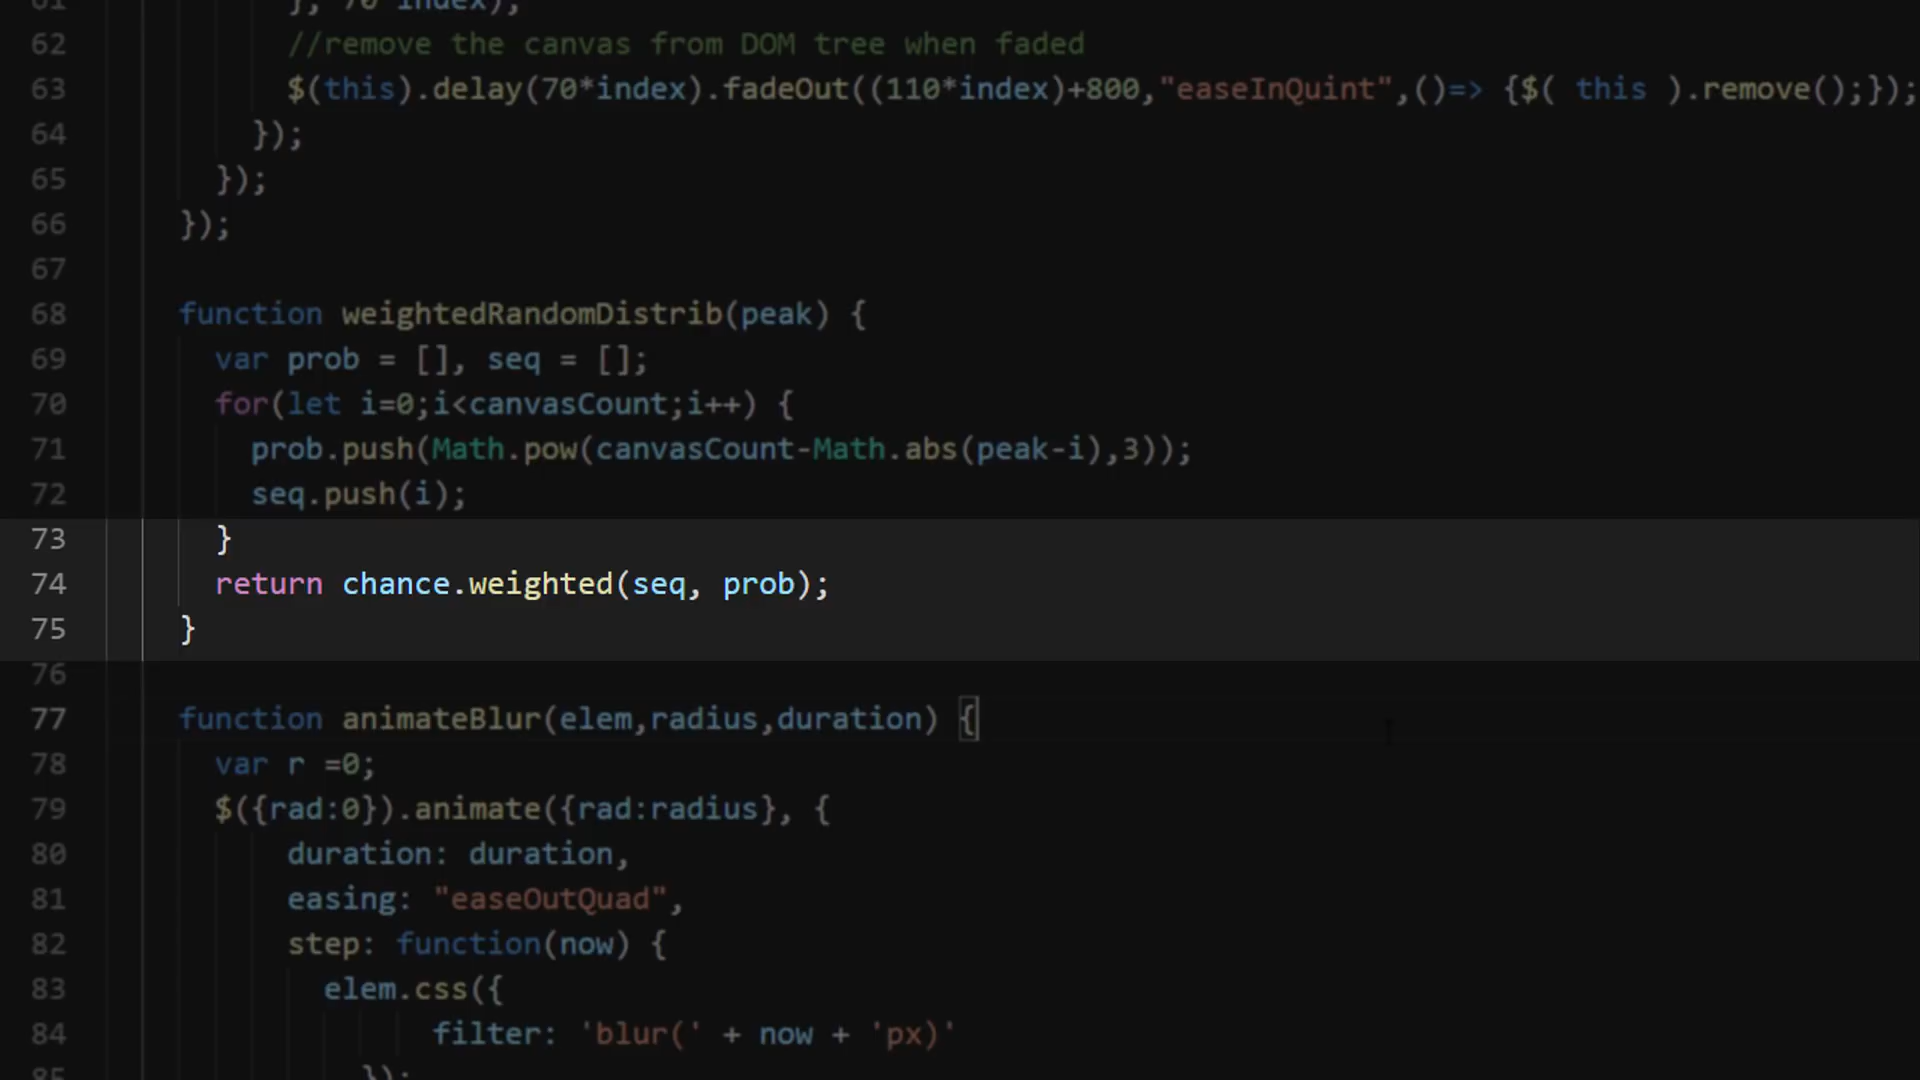 61 }, 70*index);
62 //remove the canvas from DOM tree when faded
63 $(this).delay(70*index).fadeOut((110*index)+800,"easeInQuint",()=> {$( this ).remove();});
64 });
65 });
66 });
67
68 function weightedRandomDistrib(peak) {
69 var prob = [], seq = [];
70 for(let i=0;i<canvasCount;i++) {
71 prob.push(Math.pow(canvasCount-Math.abs(peak-i),3));
72 seq.push(i);
73 }
74 return chance.weighted(seq, prob);
75 }
76
77 function animateBlur(elem,radius,duration) {
78 var r =0;
79 $({rad:0}).animate({rad:radius}, {
80 duration: duration,
81 easing: "easeOutQuad",
82 step: function(now) {
83 elem.css({
84 filter: 'blur(' + now + 'px)'
85 });